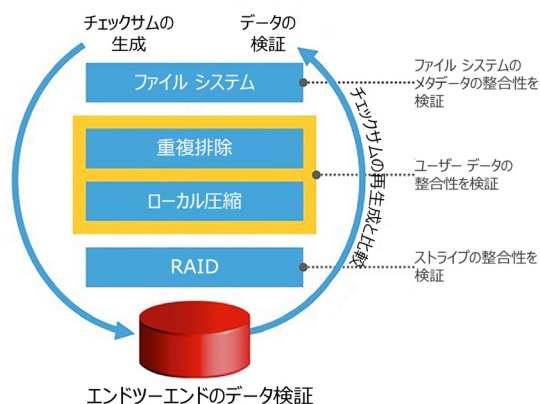 チェックサムの
生成
データの
検証
ファイル システム
重複排除
ローカル圧縮
RAID
チェックサムの再生成と比較
ファイル システムの
メタデータの整合性を
検証
ユーザー データの
整合性を検証
ストライプの整合性を
検証
エンドツーエンドのデータ検証